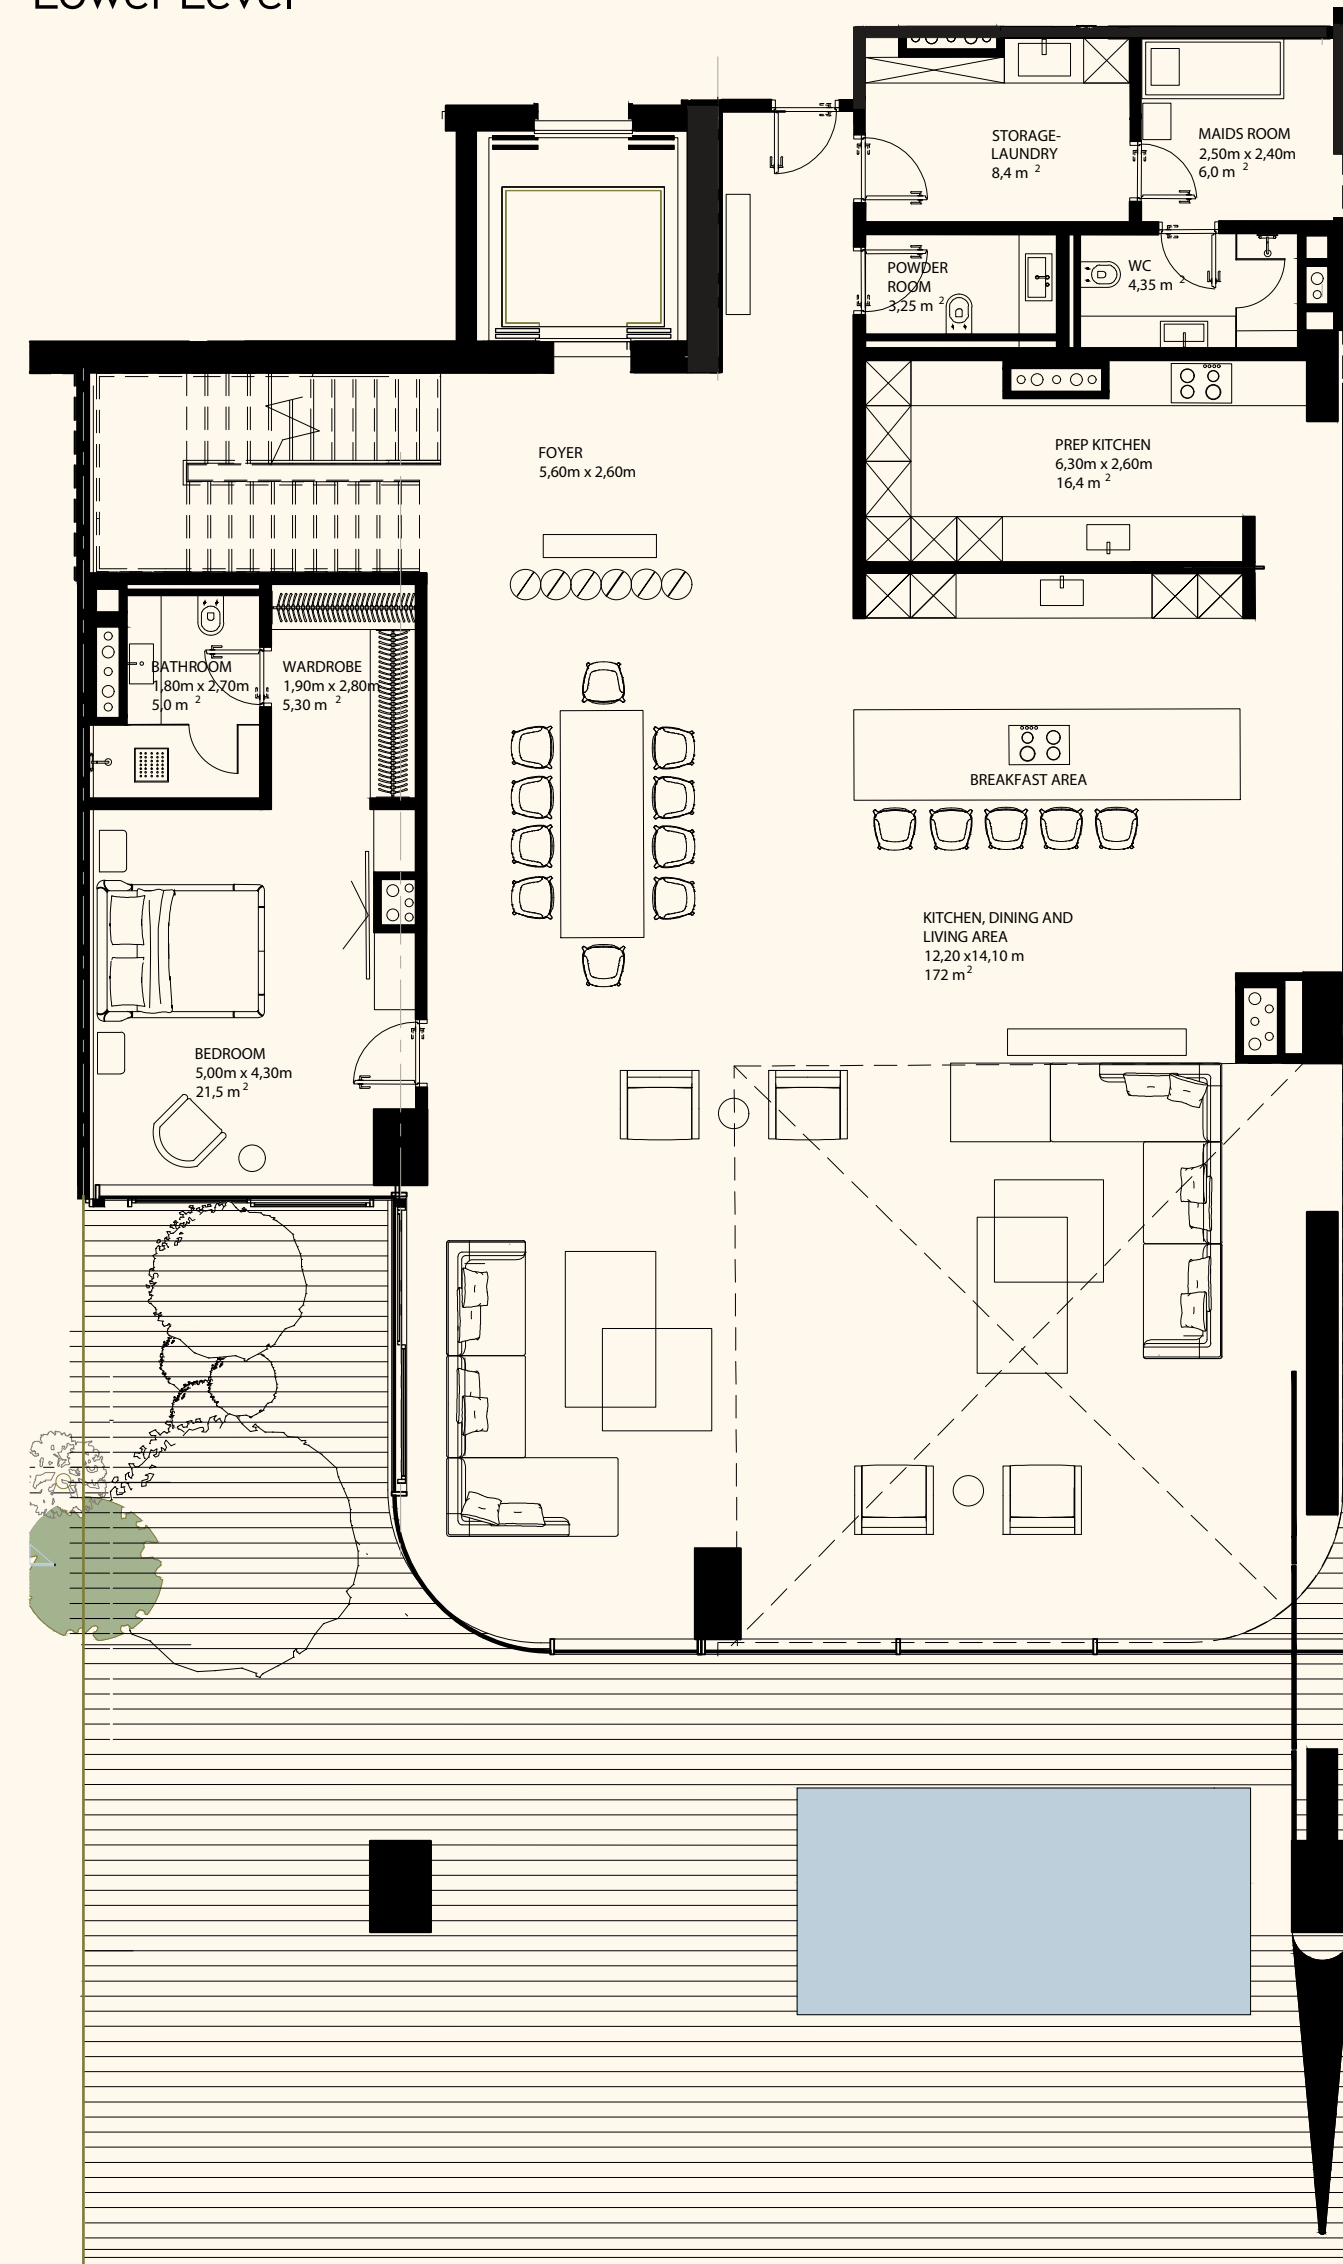 Lower Level
STORAGE-
LAUNDRY
8,4 m 2
MAIDS ROOM
2,50m x 2,40m
6,0 m 2
POWDER
ROOM
3,25 m 2
WC
4,35 m 2
FOYER
5,60m x 2,60m
PREP KITCHEN
6,30m x 2,60m
16,4 m 2
BATHROOM
1,80m x 2,70m
5,0 m 2
WARDROBE
1,90m x 2,80m
5,30 m 2
BREAKFAST AREA
KITCHEN, DINING AND
LIVING AREA
12,20 x14,10 m
172 m2
BEDROOM
5,00m x 4,30m
21,5 m2